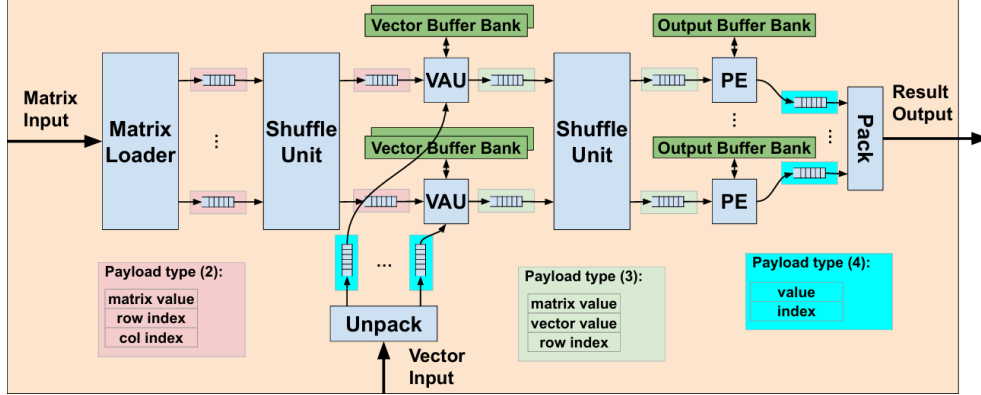 Vector Buffer Bank
Output Buffer Bank
Matrix
Input
Matrix
Loader
...
Shuffle
Unit
VAU
Shuffle
Unit
PE
...
Pack
Result
Output
Vector Buffer Bank
Output Buffer Bank
...
VAU
PE
...
Payload type (2):
matrix value
row index
col index
Unpack
Vector
Input
Payload type (3):
matrix value
vector value
row index
Payload type (4):
value
index